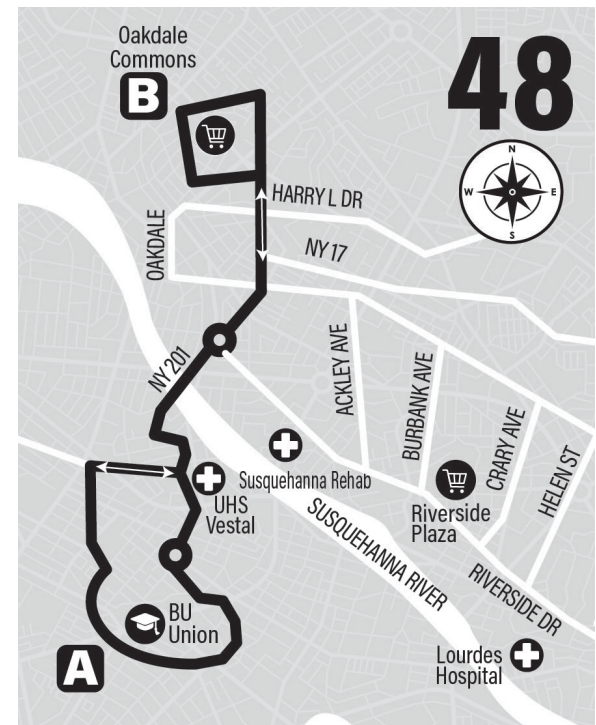 Oakdale
Commons
B
48
N
W
E
S
HARRY L DR
OAKDALE
NY 17
NY 201
ACKLEY AVE
BURBANK AVE
CRARY AVE
HELEN ST
Susquehanna Rehab
UHS
Vestal
Riverside
Plaza
SUSQUEHANNA RIVER
RIVERSIDE DR
BU
Union
A
Lourdes
Hospital